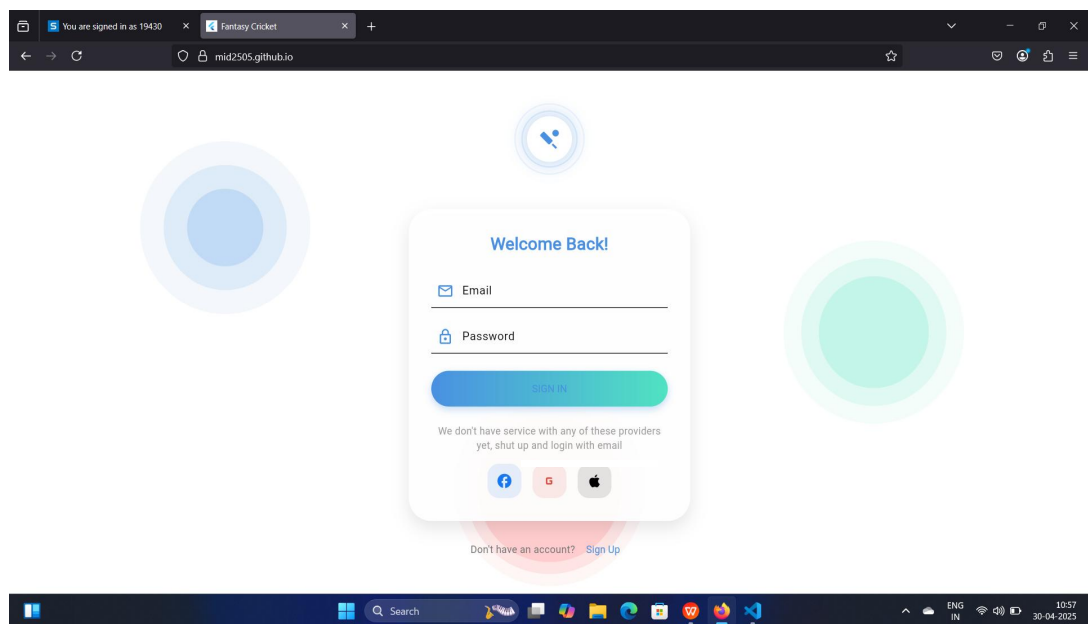 You are signed in as 19430
Fantasy Cricket
mid2505.github.io
Welcome Back!
Email
Password
SIGN IN
We don't have service with any of these providers
yet, shut up and login with email
G
Don't have an account? Sign Up
Search
ENG
IN
10:57
30-04-2025